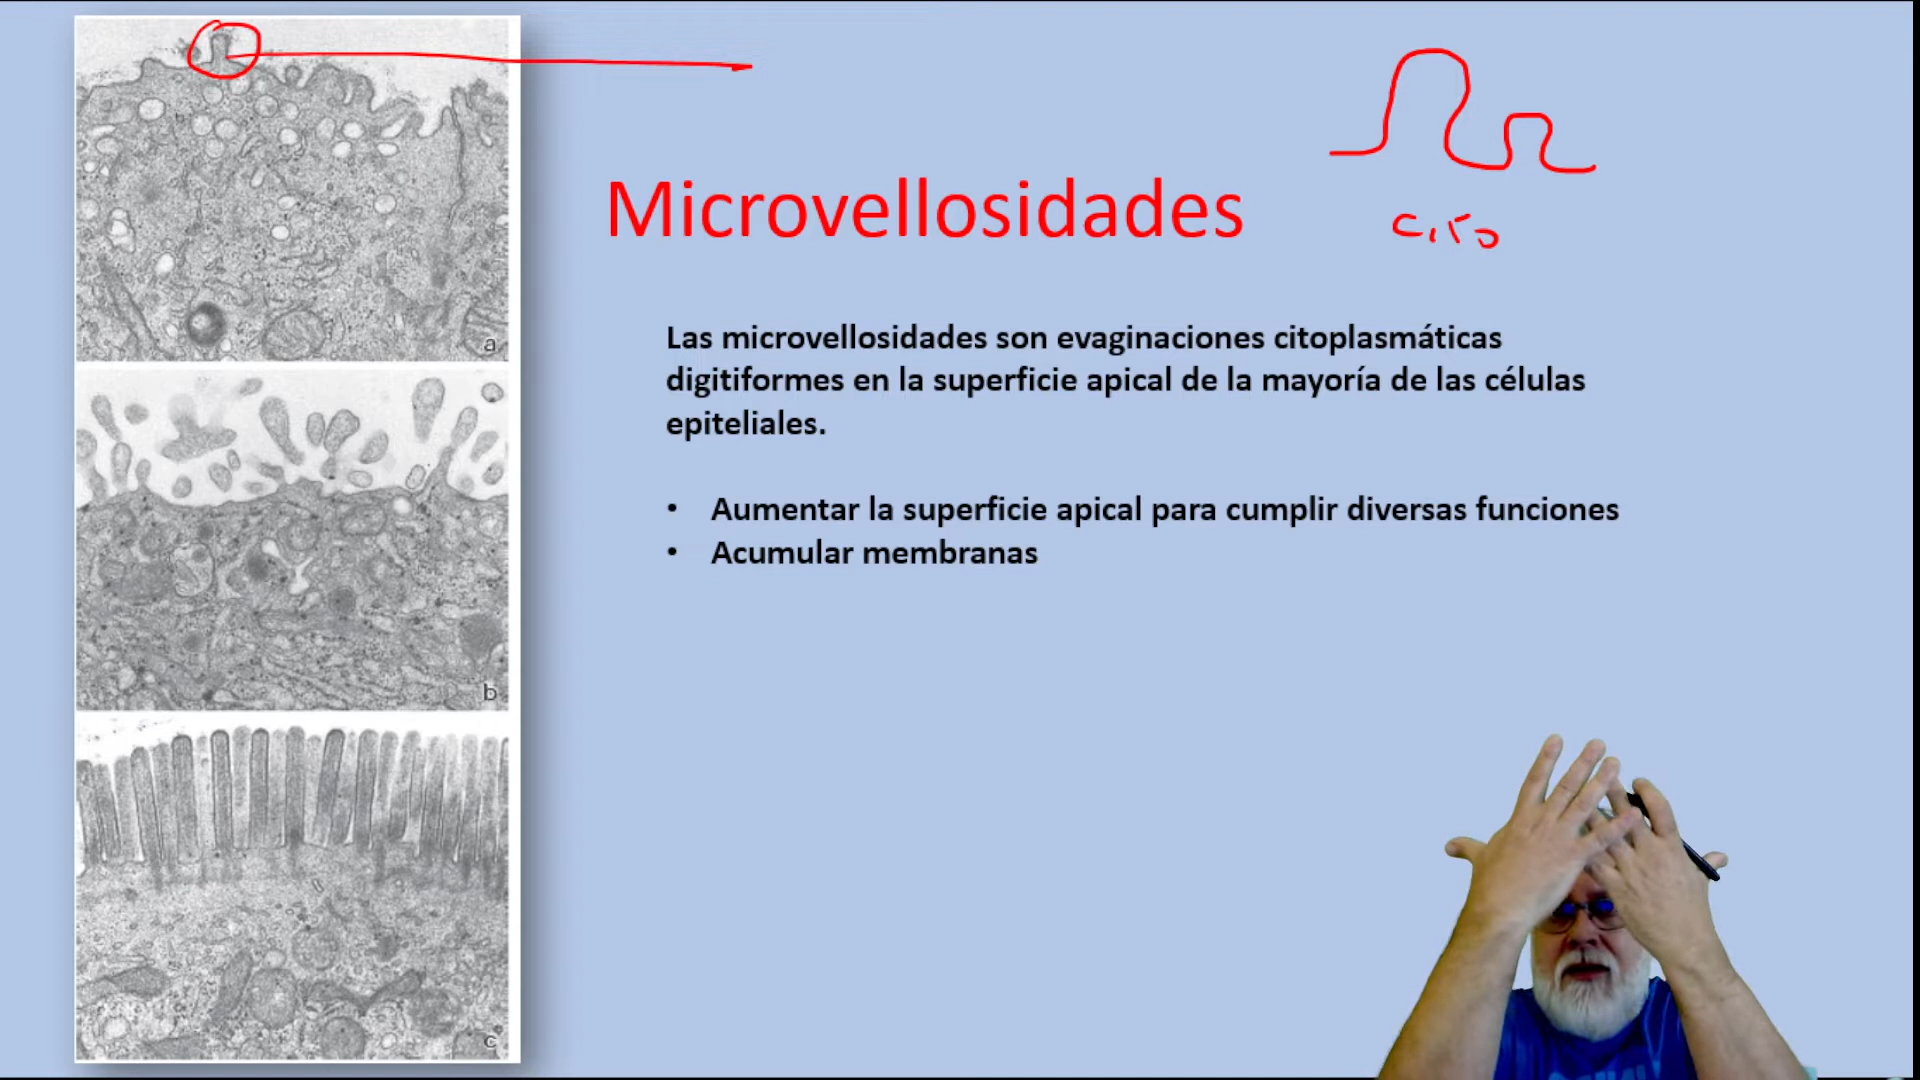 a
b
c
Microvellosidades
Cito
Las microvellosidades son evaginaciones citoplasmáticas
digitiformes en la superficie apical de la mayoría de las células
epiteliales.
• Aumentar la superficie apical para cumplir diversas funciones
• Acumular membranas